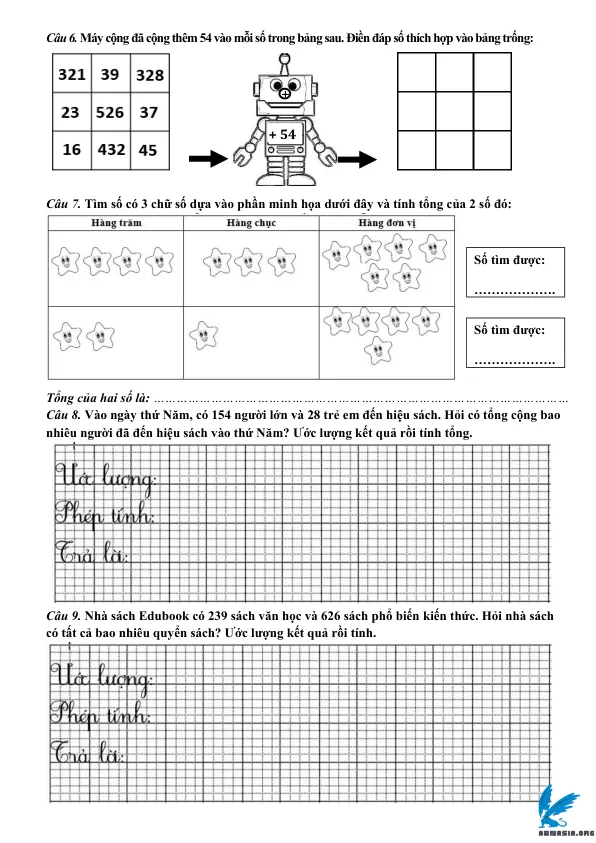 Câu 6. Máy cộng đã cộng thêm 54 vào mỗi số trong bảng sau. Điền đáp số thích hợp vào bảng trống:
321 39 328
23 526 37
16 432 45
+
+ 54
Câu 7. Tìm số có 3 chữ số dựa vào phần minh họa dưới đây và tính tổng của 2 số đó:
Hàng trăm Hàng chục Hàng đơn vị
Số tìm được:
……………….
Số tìm được:
……………….
Tổng của hai số là: ………………………………………………………………………………………
Câu 8. Vào ngày thứ Năm, có 154 người lớn và 28 trẻ em đến hiệu sách. Hỏi có tổng cộng bao
nhiêu người đã đến hiệu sách vào thứ Năm? Ước lượng kết quả rồi tính tổng.
Ước lượng:
Phép tính:
Trả lời:
Câu 9. Nhà sách Edubook có 239 sách văn học và 626 sách phổ biến kiến thức. Hỏi nhà sách
có tất cả bao nhiêu quyển sách? Ước lượng kết quả rồi tính.
Ước lượng:
Phép tính:
Trả lời:
ABNASIA.ORG